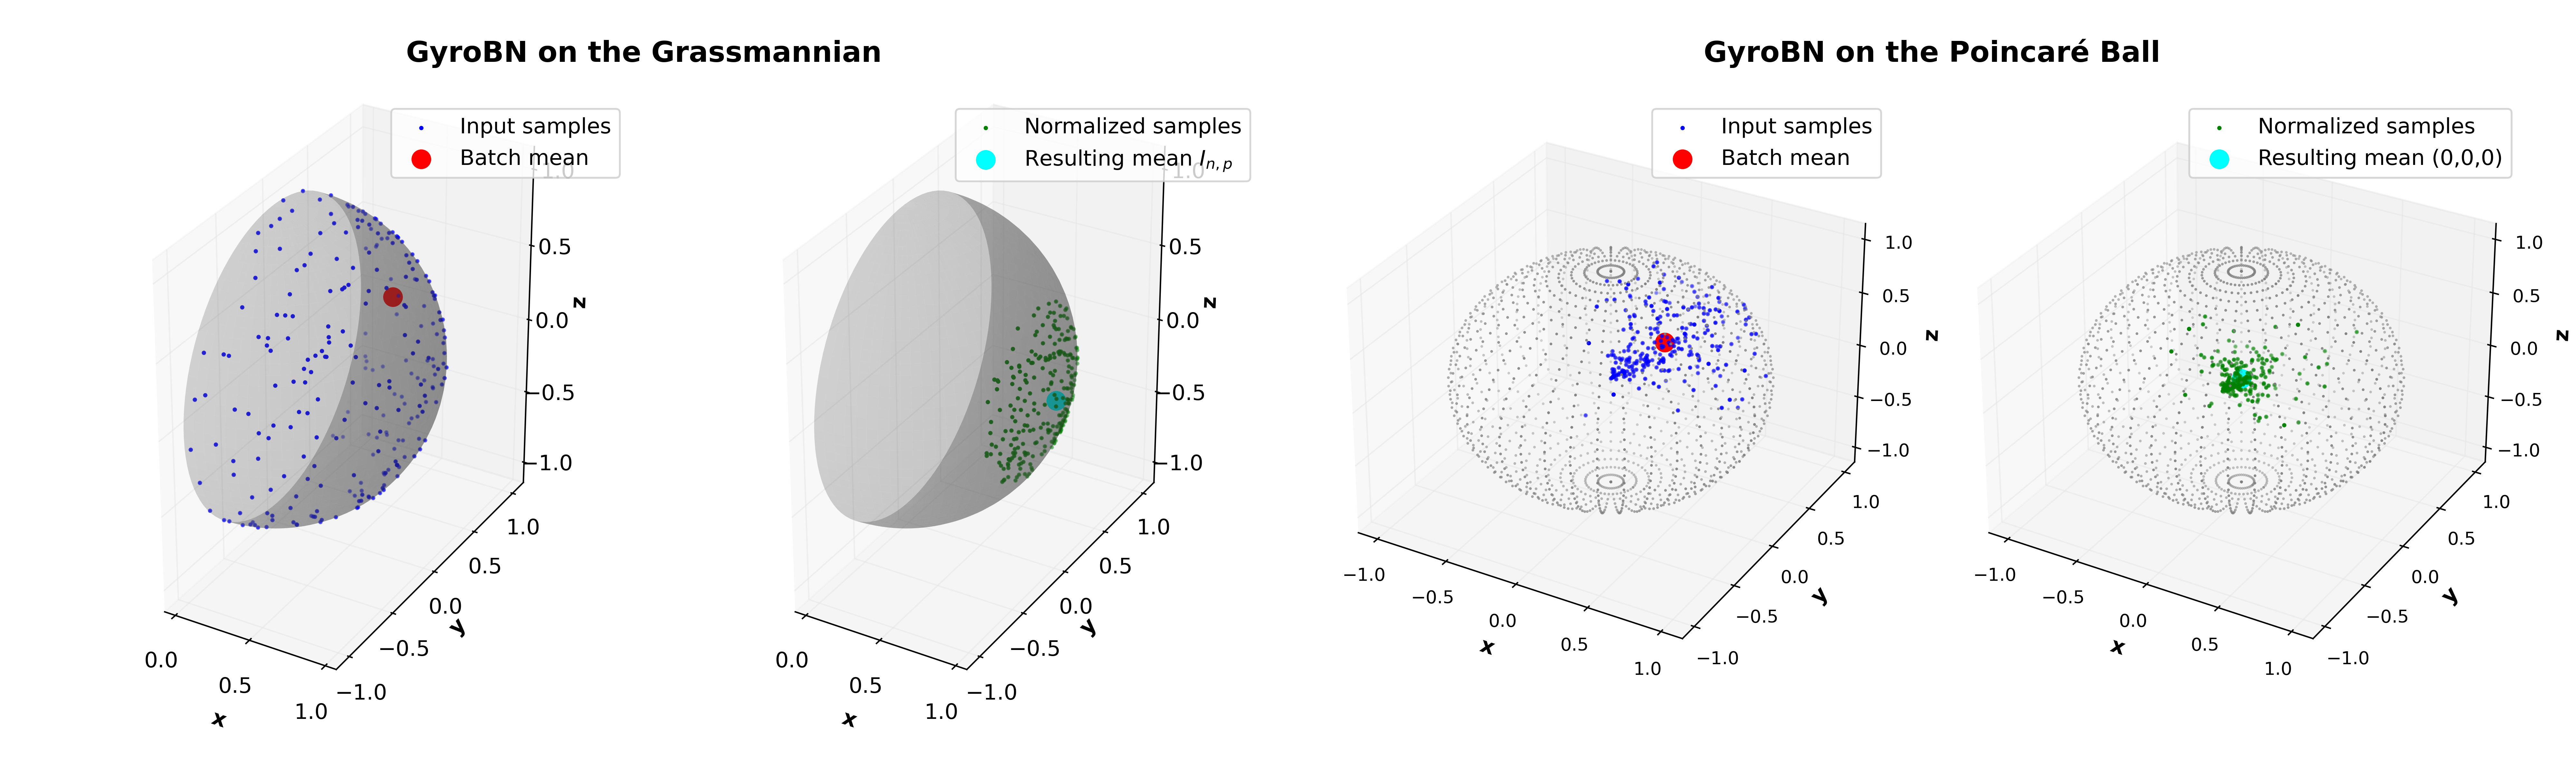 GyroBN on the Grassmannian
Input samples
Batch mean
1.0
0.5
0.0
−0.5
−1.0
z
1.0
0.5
0.0
−0.5
−1.0
y
0.0
0.5
1.0
x
Normalized samples
Resulting mean I_{n,p}
1.0
0.5
0.0
−0.5
−1.0
z
1.0
0.5
0.0
−0.5
−1.0
y
0.0
0.5
1.0
x
GyroBN on the Poincaré Ball
Input samples
Batch mean
1.0
0.5
0.0
−0.5
−1.0
z
1.0
0.5
0.0
−0.5
−1.0
y
−1.0
−0.5
0.0
0.5
1.0
x
Normalized samples
Resulting mean (0,0,0)
1.0
0.5
0.0
−0.5
−1.0
z
1.0
0.5
0.0
−0.5
−1.0
y
−1.0
−0.5
0.0
0.5
1.0
x